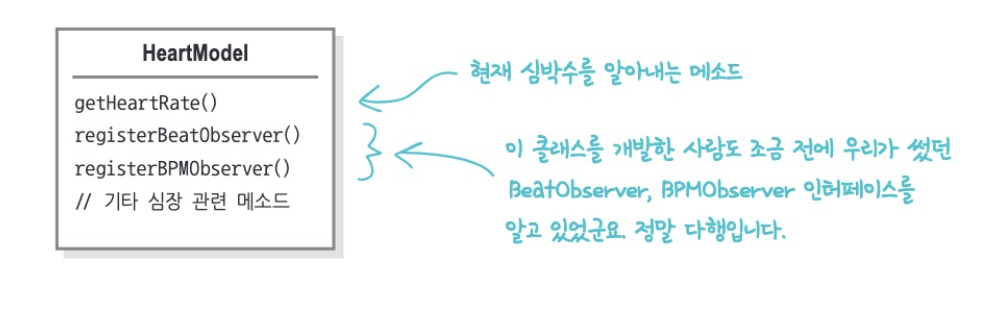 HeartModel
getHeartRate()
registerBeatObserver()
registerBPMObserver()
// 기타 심장 관련 메소드
현재 심박수를 알아내는 메소드
이 클래스를 개발한 사람도 조금 전에 우리가 썼던
BeatObserver, BPMObserver 인터페이스를
알고 있었군요. 정말 다행입니다.